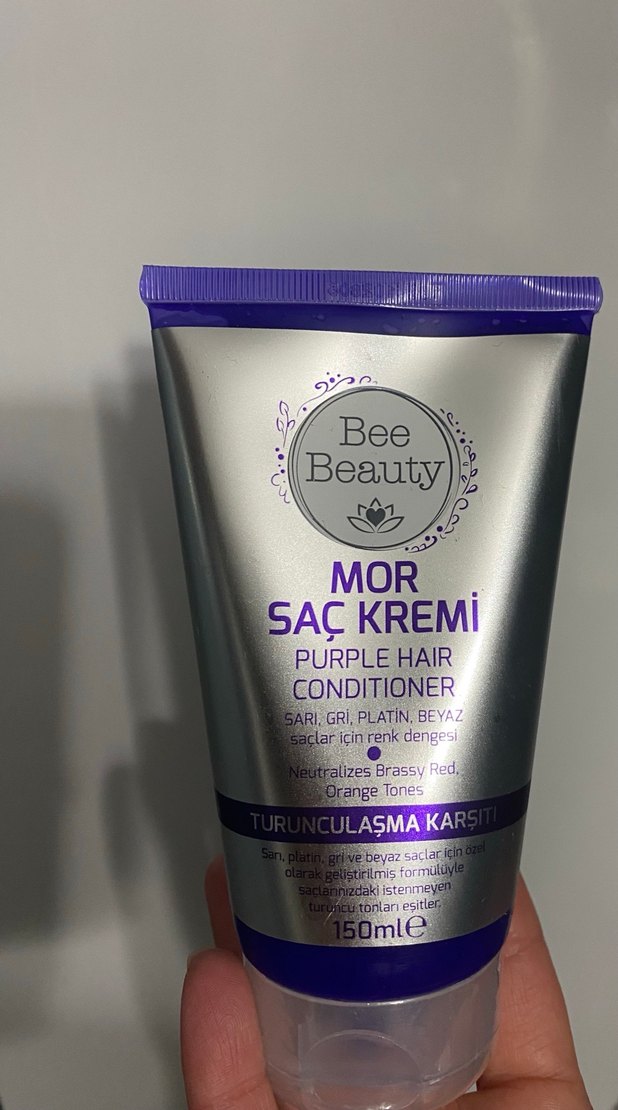 Bee
Beauty
MOR
SAÇ KREMİ
PURPLE HAIR
CONDITIONER
SARI, GRİ, PLATİN, BEYAZ
saçlar için renk dengesi
Neutralizes Brassy Red,
Orange Tones
TURUNCULAŞMA KARŞITI
Sarı, platin, gri ve beyaz saçlar için özel
olarak geliştirilmiş formülüyle
saçlarınızdaki istenmeyen
turuncu tonları eşitler.
150ml℮